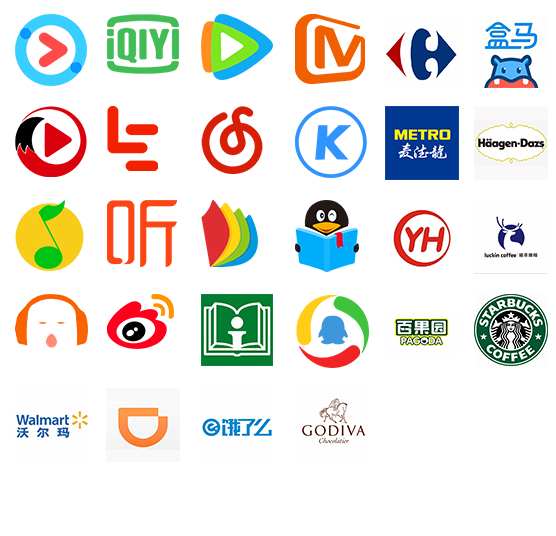 iQIYI
盒马
METRO
麦德龍
Häagen-Dazs
K
听
YH
luckin coffee 瑞幸咖啡
百果园
PAGODA
STARBUCKS
COFFEE
Walmart
沃尔玛
饿了么
GODIVA
Chocolatier